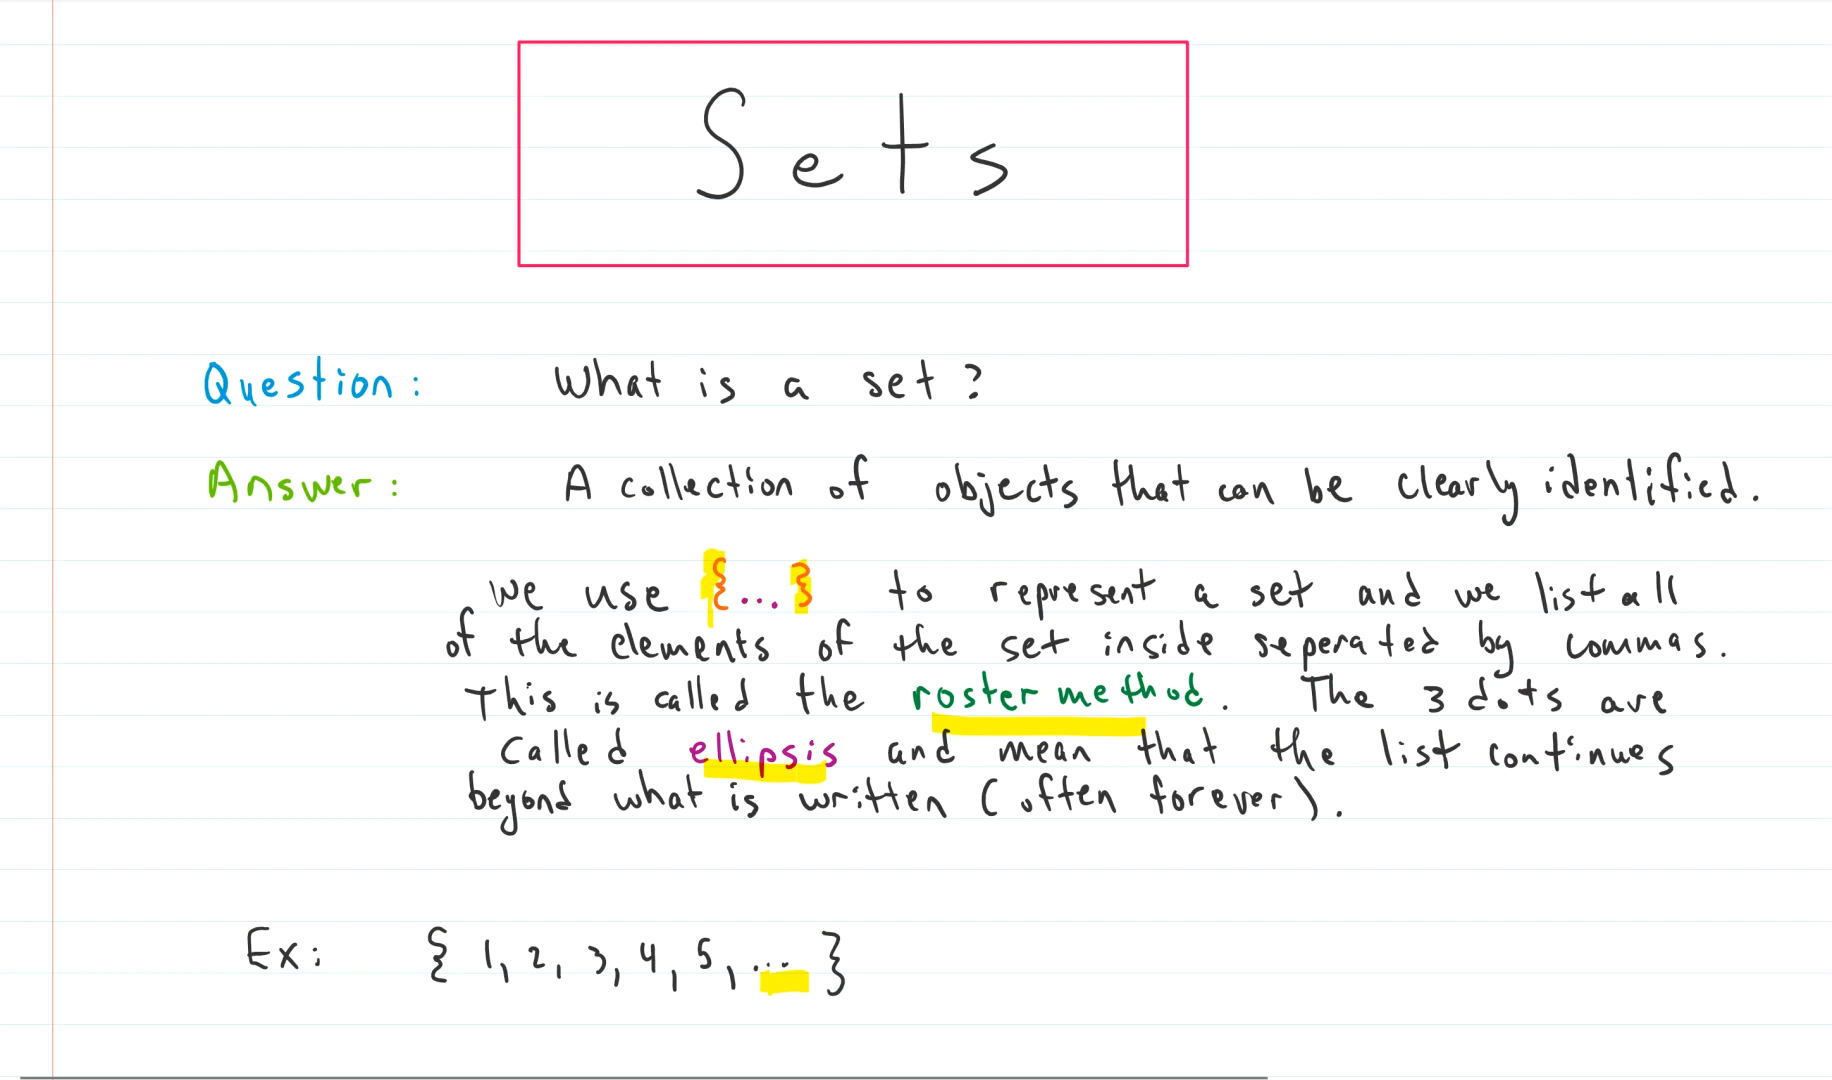 Sets
Question: What is a set?
Answer: A collection of objects that can be clearly identified.
We use {...} to represent a set and we list all
of the elements of the set inside seperated by commas.
This is called the roster method. The 3 dots are
called ellipsis and mean that the list continues
beyond what is written (often forever).
Ex: { 1, 2, 3, 4, 5, ... }